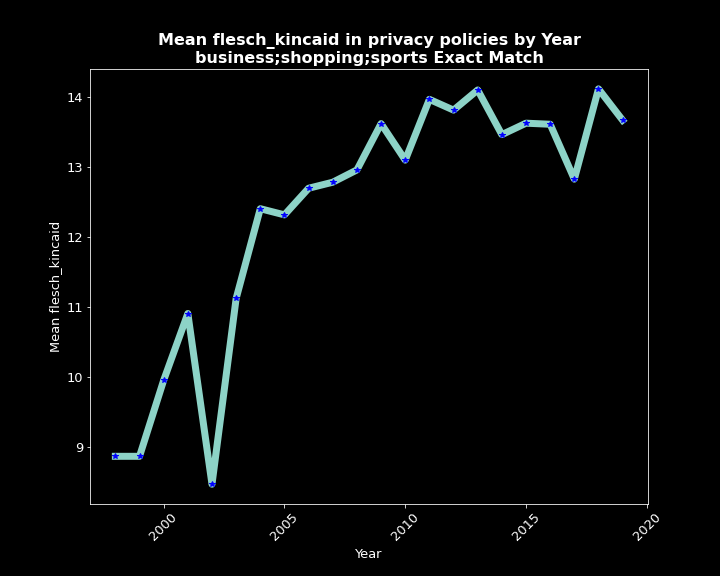 Mean flesch_kincaid in privacy policies by Year
business;shopping;sports Exact Match
14
13
12
11
10
9
Mean flesch_kincaid
2000
2005
2010
2015
2020
Year